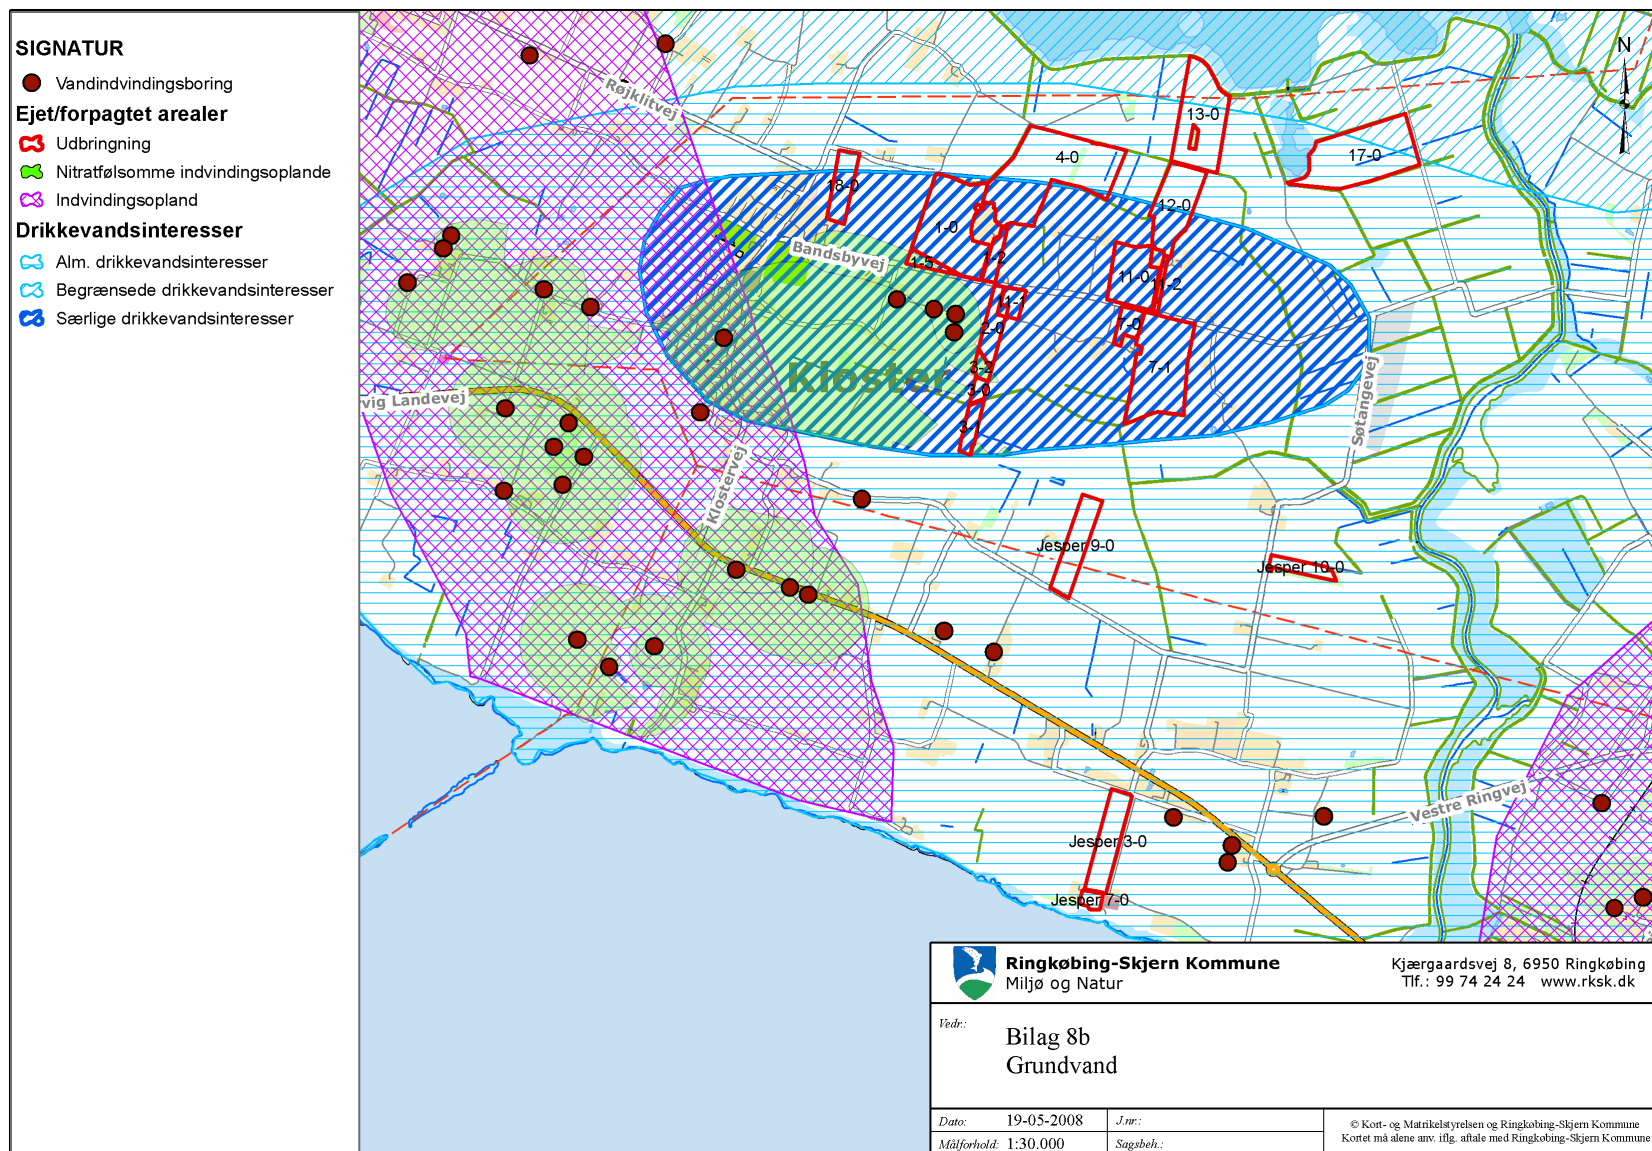 SIGNATUR
Vandindvindingsboring
Ejet/forpagtet arealer
Udbringning
Nitratfølsomme indvindingsoplande
Indvindingsopland
Drikkevandsinteresser
Alm. drikkevandsinteresser
Begrænsede drikkevandsinteresser
Særlige drikkevandsinteresser
N
Røjklitvej
13-0
4-0
17-0
18-0
12-0
1-0
Bandsbyvej
1-5
1-2
11-0
11-2
11-1
2-0
7-0
3-2
7-1
Kloster
3-0
3-1
vig Landevej
Søtangevej
Klostervej
Jesper 9-0
Jesper 10-0
Vestre Ringvej
Jesper 3-0
Jesper 7-0
Ringkøbing-Skjern Kommune
Miljø og Natur
Kjærgaardsvej 8, 6950 Ringkøbing
Tlf.: 99 74 24 24 www.rksk.dk
Vedr.:
Bilag 8b
Grundvand
Dato: 19-05-2008 J.nr.:
Målforhold: 1:30.000 Sagsbeh.:
© Kort- og Matrikelstyrelsen og Ringkøbing-Skjern Kommune
Kortet må alene anv. iflg. aftale med Ringkøbing-Skjern Kommune